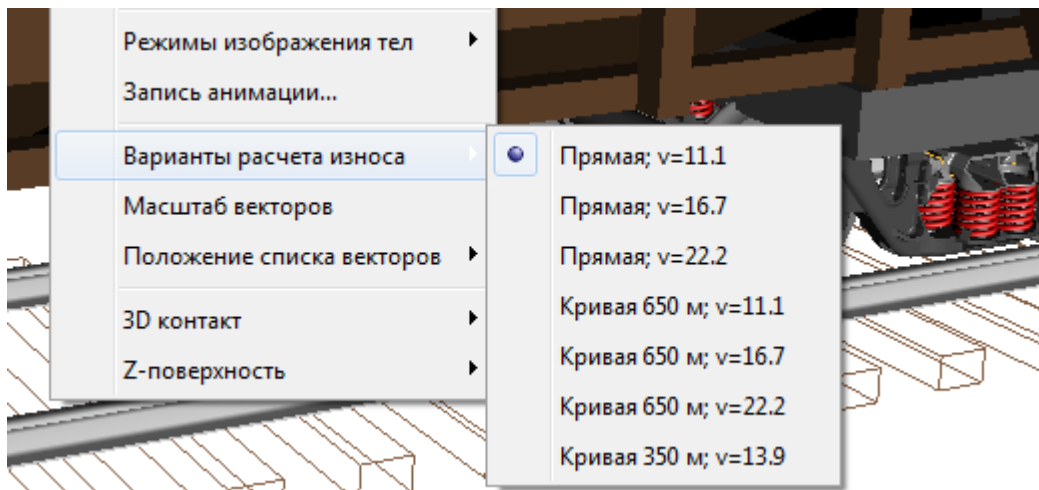 Режимы изображения тел
Запись анимации...
Варианты расчета износа
Масштаб векторов
Положение списка векторов
3D контакт
Z-поверхность
Прямая; v=11.1
Прямая; v=16.7
Прямая; v=22.2
Кривая 650 м; v=11.1
Кривая 650 м; v=16.7
Кривая 650 м; v=22.2
Кривая 350 м; v=13.9